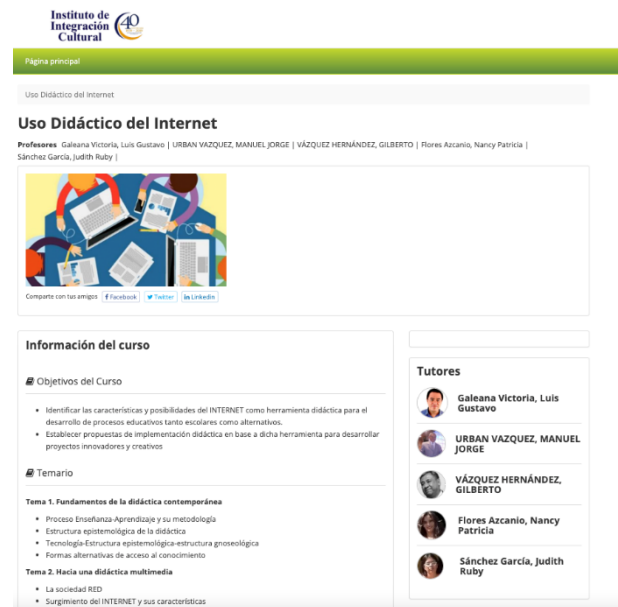 Instituto de
Integración
Cultural
40
Página principal
Uso Didáctico del Internet
Uso Didáctico del Internet
Profesores Galeana Victoria, Luis Gustavo | URBAN VAZQUEZ, MANUEL JORGE | VÁZQUEZ HERNÁNDEZ, GILBERTO | Flores Azcanio, Nancy Patricia |
Sánchez García, Judith Ruby |
Comparte con tus amigos Facebook Twitter LinkedIn
Información del curso
Objetivos del Curso
Identificar las características y posibilidades del INTERNET como herramienta didáctica para el
desarrollo de procesos educativos tanto escolares como alternativos.
Establecer propuestas de implementación didáctica en base a dicha herramienta para desarrollar
proyectos innovadores y creativos
Temario
Tema 1. Fundamentos de la didáctica contemporánea
Proceso Enseñanza-Aprendizaje y su metodología
Estructura epistemológica de la didáctica
Tecnología-Estructura epistemológica-estructura gnoseológica
Formas alternativas de acceso al conocimiento
Tema 2. Hacia una didáctica multimedia
La sociedad RED
Surgimiento del INTERNET y sus características
Tutores
Galeana Victoria, Luis
Gustavo
URBAN VAZQUEZ, MANUEL
JORGE
VÁZQUEZ HERNÁNDEZ,
GILBERTO
Flores Azcanio, Nancy
Patricia
Sánchez García, Judith
Ruby